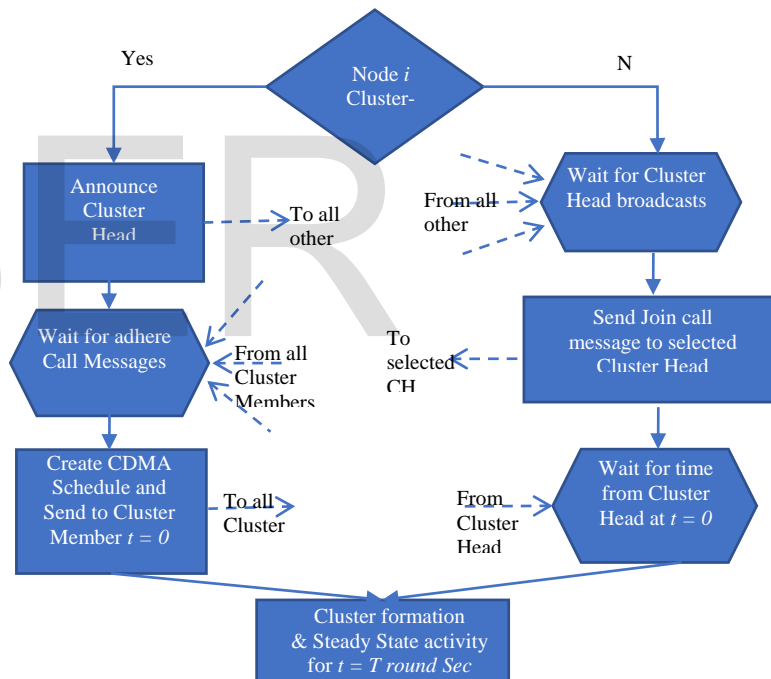 Yes
Node i
Cluster-
N
Announce
Cluster
Head
To all
other
From all
other
Wait for Cluster
Head broadcasts
Wait for adhere
Call Messages
From all
Cluster
Members
To
selected
CH
Send Join call
message to selected
Cluster Head
Create CDMA
Schedule and
Send to Cluster
Member t = 0
To all
Cluster
From
Cluster
Head
Wait for time
from Cluster
Head at t = 0
Cluster formation
& Steady State activity
for t = T round Sec